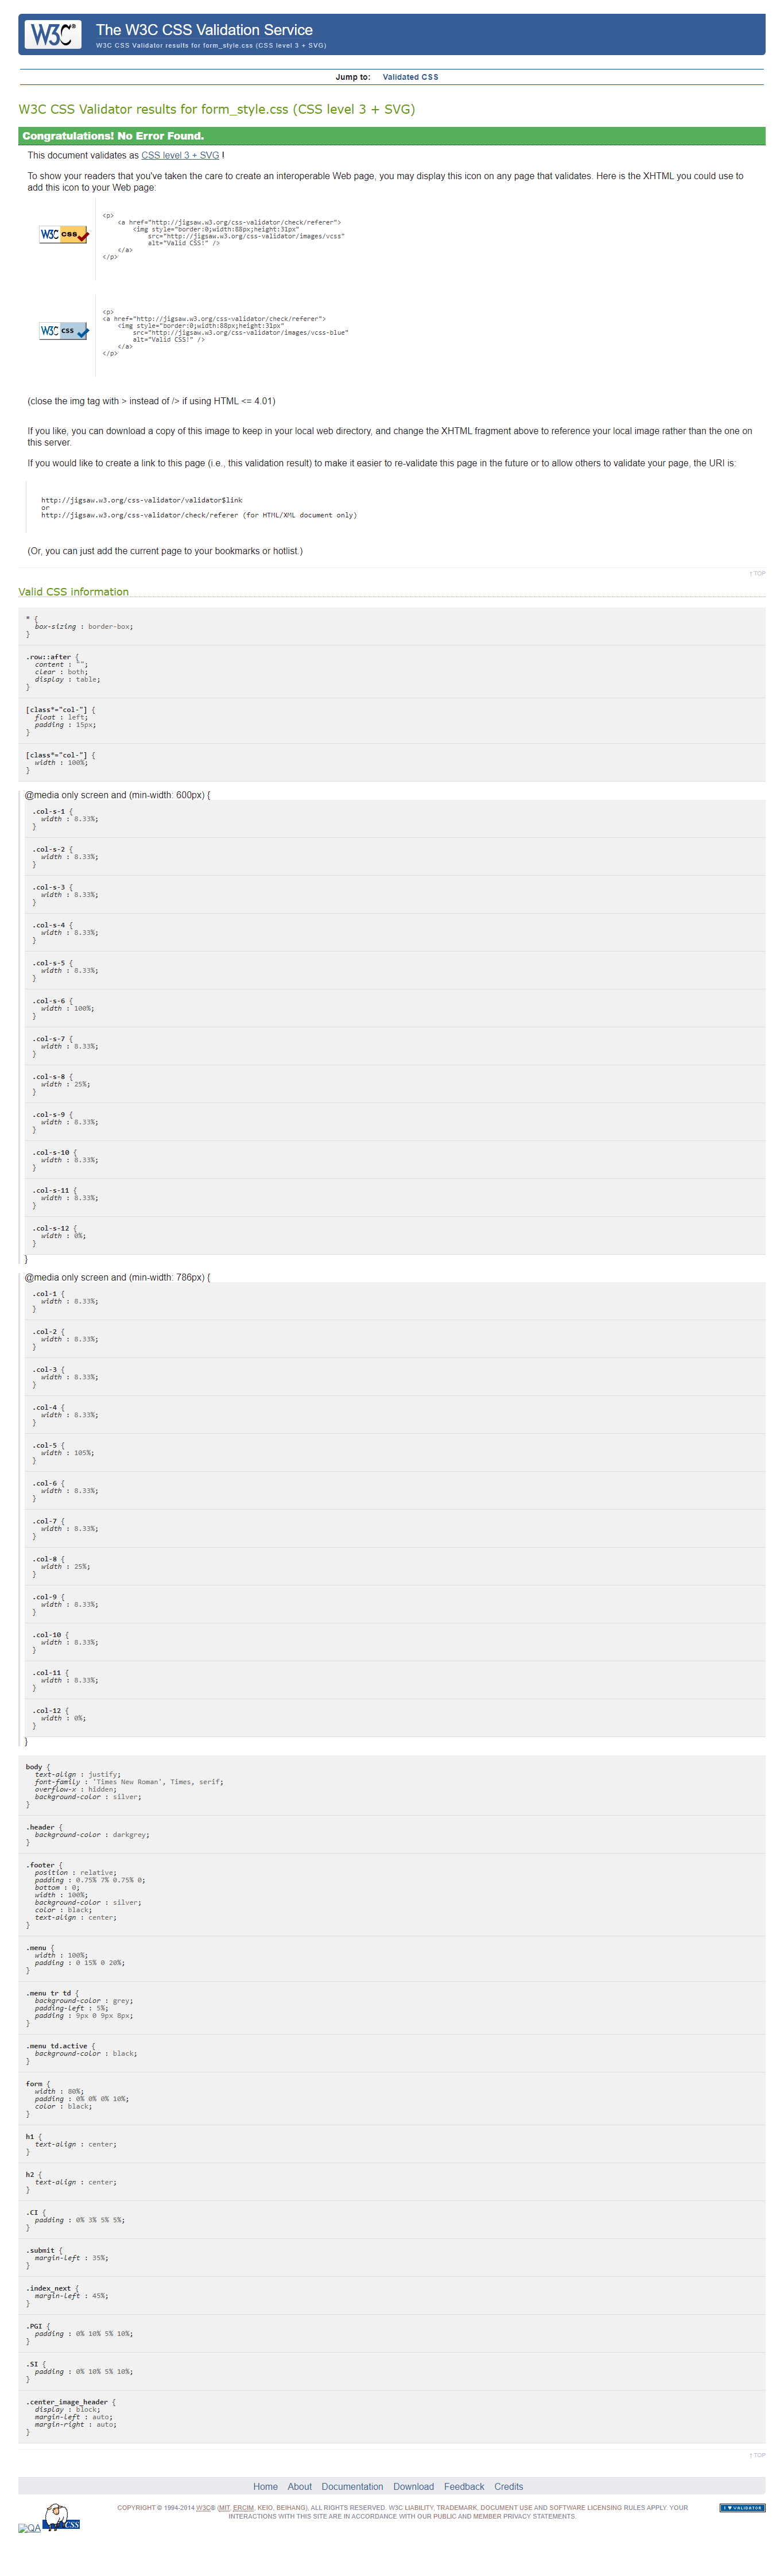 W3C®
The W3C CSS Validation Service
W3C CSS Validator results for form_style.css (CSS level 3 + SVG)
Jump to: Validated CSS
W3C CSS Validator results for form_style.css (CSS level 3 + SVG)
Congratulations! No Error Found.
This document validates as CSS level 3 + SVG !
To show your readers that you've taken the care to create an interoperable Web page, you may display this icon on any page that validates. Here is the XHTML you could use to
add this icon to your Web page:
W3C css
<p>
<a href="http://jigsaw.w3.org/css-validator/check/referer">
<img style="border:0;width:88px;height:31px"
src="http://jigsaw.w3.org/css-validator/images/vcss"
alt="Valid CSS!" />
</a>
</p>
W3C css
<p>
<a href="http://jigsaw.w3.org/css-validator/check/referer">
<img style="border:0;width:88px;height:31px"
src="http://jigsaw.w3.org/css-validator/images/vcss-blue"
alt="Valid CSS!" />
</a>
</p>
(close the img tag with > instead of /> if using HTML <= 4.01)
If you like, you can download a copy of this image to keep in your local web directory, and change the XHTML fragment above to reference your local image rather than the one on
this server.
If you would like to create a link to this page (i.e., this validation result) to make it easier to re-validate this page in the future or to allow others to validate your page, the URI is:
http://jigsaw.w3.org/css-validator/validator$link
or
http://jigsaw.w3.org/css-validator/check/referer (for HTML/XML document only)
(Or, you can just add the current page to your bookmarks or hotlist.)
↑ TOP
Valid CSS information
* {
box-sizing : border-box;
}
.row::after {
content : "";
clear : both;
display : table;
}
[class*="col-"] {
float : left;
padding : 15px;
}
[class*="col-"] {
width : 100%;
}
@media only screen and (min-width: 600px) {
.col-s-1 {
width : 8.33%;
}
.col-s-2 {
width : 8.33%;
}
.col-s-3 {
width : 8.33%;
}
.col-s-4 {
width : 8.33%;
}
.col-s-5 {
width : 8.33%;
}
.col-s-6 {
width : 100%;
}
.col-s-7 {
width : 8.33%;
}
.col-s-8 {
width : 25%;
}
.col-s-9 {
width : 8.33%;
}
.col-s-10 {
width : 8.33%;
}
.col-s-11 {
width : 8.33%;
}
.col-s-12 {
width : 0%;
}
}
@media only screen and (min-width: 786px) {
.col-1 {
width : 8.33%;
}
.col-2 {
width : 8.33%;
}
.col-3 {
width : 8.33%;
}
.col-4 {
width : 8.33%;
}
.col-5 {
width : 105%;
}
.col-6 {
width : 8.33%;
}
.col-7 {
width : 8.33%;
}
.col-8 {
width : 25%;
}
.col-9 {
width : 8.33%;
}
.col-10 {
width : 8.33%;
}
.col-11 {
width : 8.33%;
}
.col-12 {
width : 0%;
}
}
body {
text-align : justify;
font-family : 'Times New Roman', Times, serif;
overflow-x : hidden;
background-color : silver;
}
.header {
background-color : darkgrey;
}
.footer {
position : relative;
padding : 0.75% 7% 0.75% 0;
bottom : 0;
width : 100%;
background-color : silver;
color : black;
text-align : center;
}
.menu {
width : 100%;
padding : 0 15% 0 20%;
}
.menu tr td {
background-color : grey;
padding-left : 5%;
padding : 9px 0 9px 8px;
}
.menu td.active {
background-color : black;
}
form {
width : 80%;
padding : 0% 0% 0% 10%;
color : black;
}
h1 {
text-align : center;
}
h2 {
text-align : center;
}
.CI {
padding : 0% 3% 5% 5%;
}
.submit {
margin-left : 35%;
}
.index_next {
margin-left : 45%;
}
.PGI {
padding : 0% 10% 5% 10%;
}
.SI {
padding : 0% 10% 5% 10%;
}
.center_image_header {
display : block;
margin-left : auto;
margin-right : auto;
}
↑ TOP
Home About Documentation Download Feedback Credits
QA
CSS
COPYRIGHT © 1994-2014 W3C® (MIT, ERCIM, KEIO, BEIHANG), ALL RIGHTS RESERVED. W3C LIABILITY, TRADEMARK, DOCUMENT USE AND SOFTWARE LICENSING RULES APPLY. YOUR
INTERACTIONS WITH THIS SITE ARE IN ACCORDANCE WITH OUR PUBLIC AND MEMBER PRIVACY STATEMENTS.
I ♥ VALIDATOR